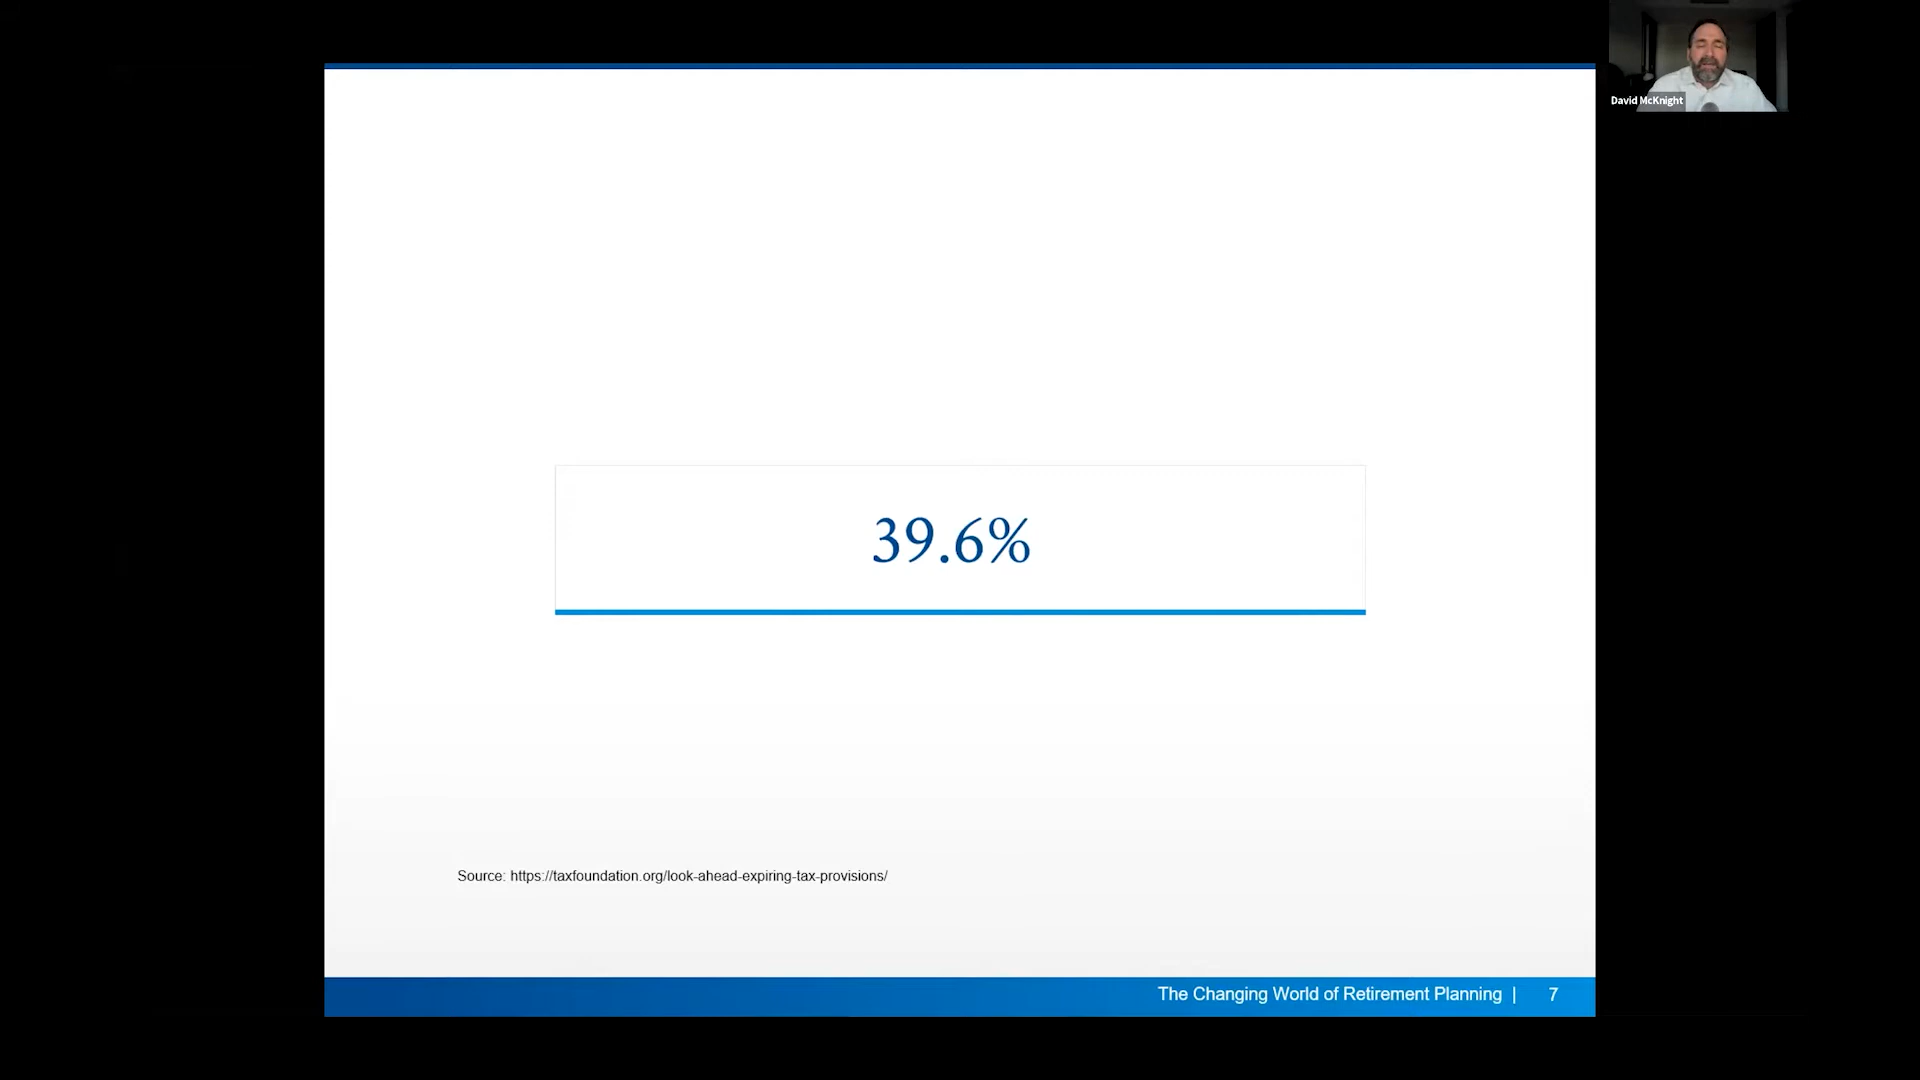 David McKnight
39.6%
Source: https://taxfoundation.org/look-ahead-expiring-tax-provisions/
The Changing World of Retirement Planning | 7